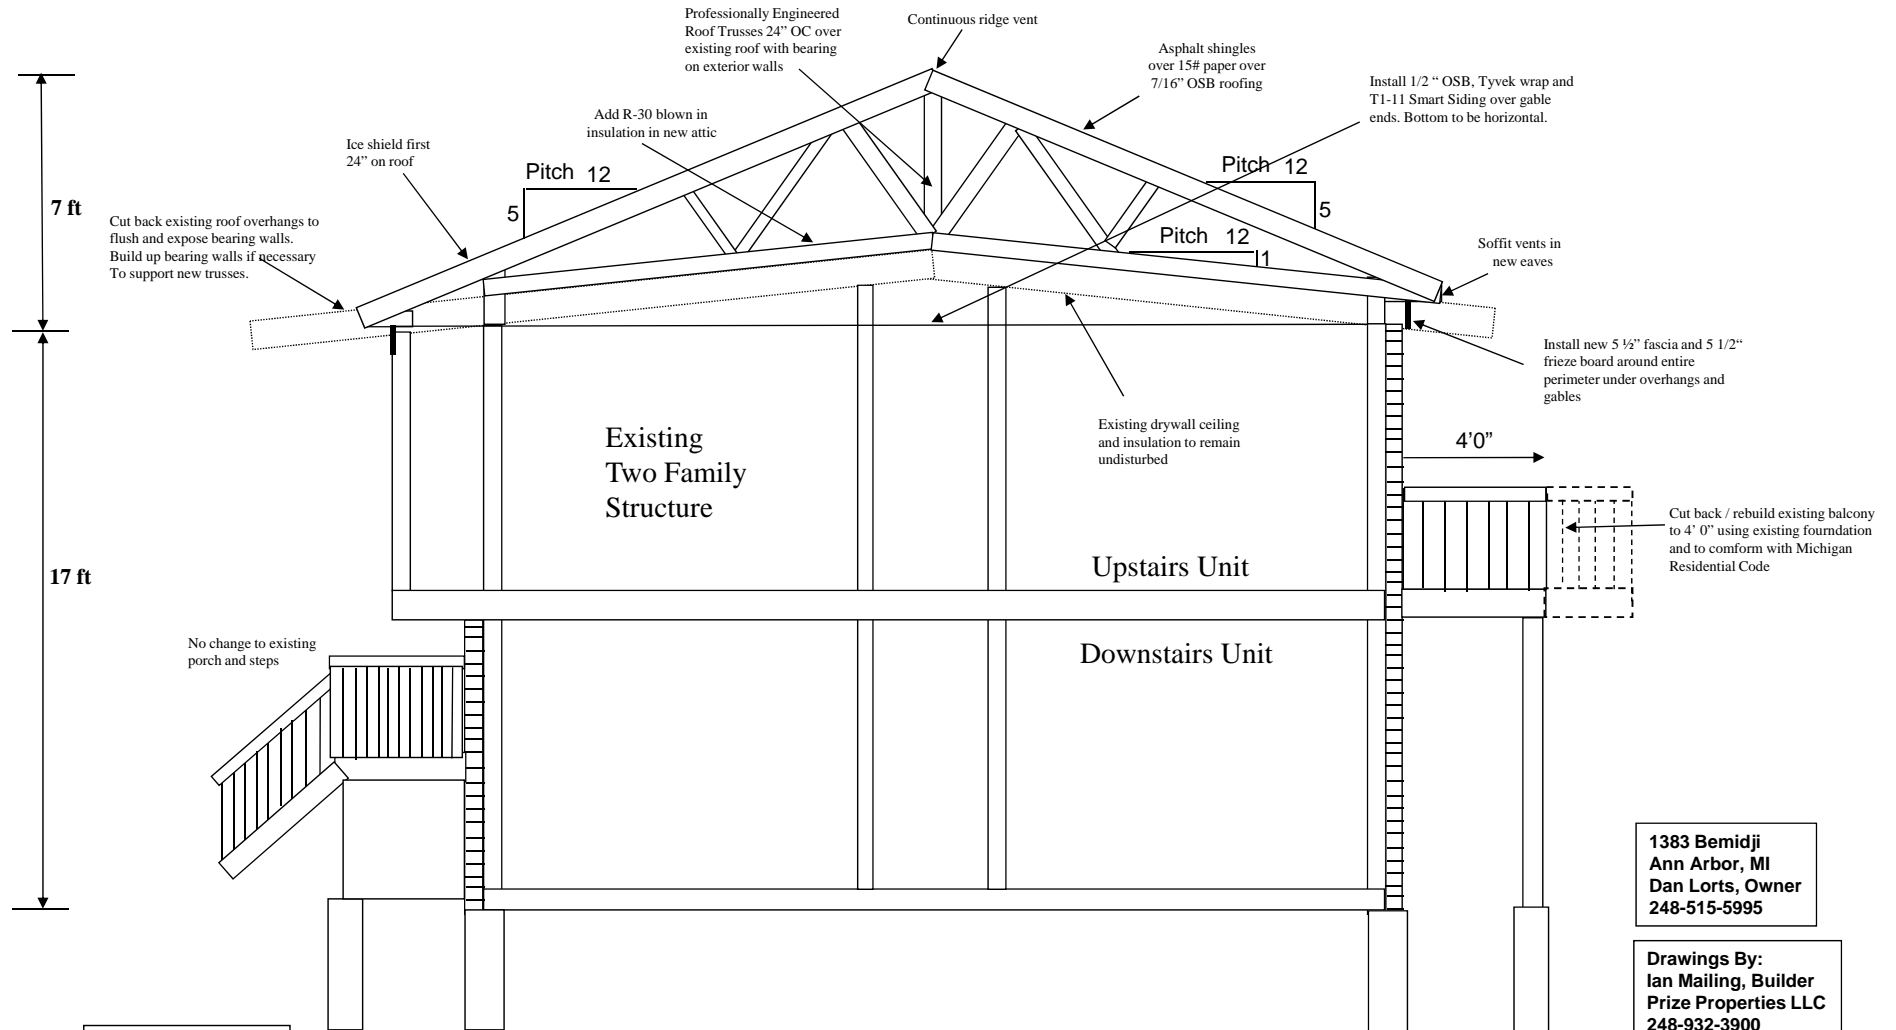 Professionally Engineered
Roof Trusses 24” OC over
existing roof with bearing
on exterior walls
Continuous ridge vent
Asphalt shingles
over 15# paper over
7/16” OSB roofing
Install 1/2 “ OSB, Tyvek wrap and
T1-11 Smart Siding over gable
ends. Bottom to be horizontal.
Add R-30 blown in
insulation in new attic
Ice shield first
24” on roof
Pitch 12
5
Pitch 12
5
7 ft
Cut back existing roof overhangs to
flush and expose bearing walls.
Build up bearing walls if necessary
To support new trusses.
Pitch 12
1
Soffit vents in
new eaves
Install new 5 ½” fascia and 5 1/2“
frieze board around entire
perimeter under overhangs and
gables
Existing drywall ceiling
and insulation to remain
undisturbed
Existing
Two Family
Structure
4’0”
Cut back / rebuild existing balcony
to 4’ 0” using existing fourndation
and to comform with Michigan
Residential Code
17 ft
Upstairs Unit
Downstairs Unit
No change to existing
porch and steps
1383 Bemidji
Ann Arbor, MI
Dan Lorts, Owner
248-515-5995
Drawings By:
Ian Mailing, Builder
Prize Properties LLC
248-932-3900